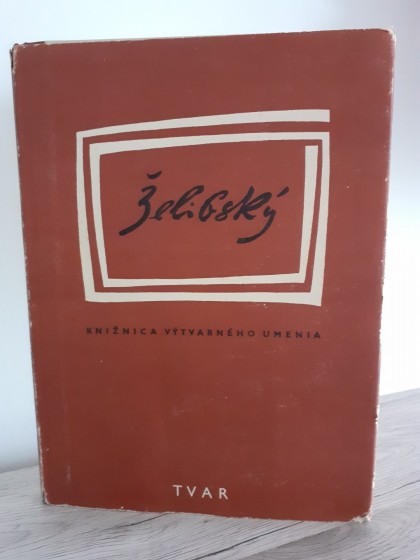 Želibský
KNIŽNICA VÝTVARNÉHO UMENIA
TVAR